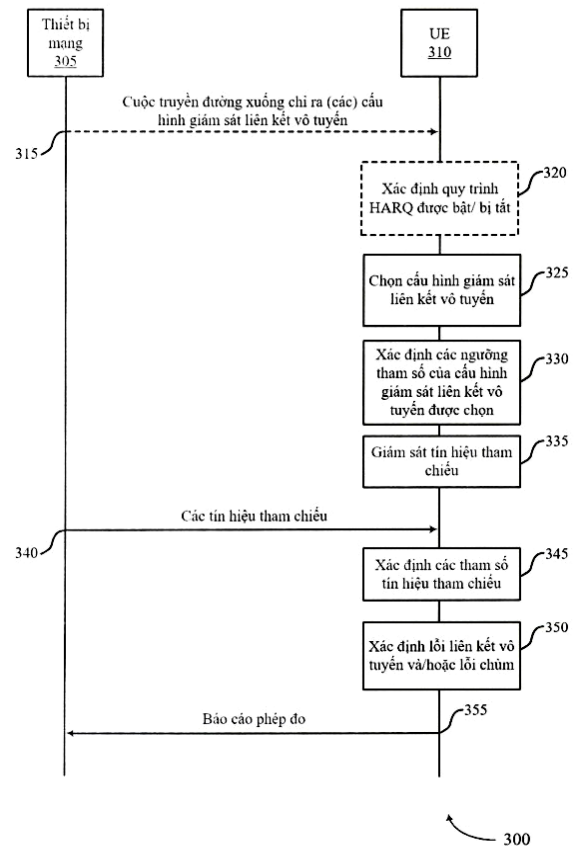 Thiết bị
mạng
305
UE
310
Cuộc truyền đường xuống chỉ ra (các) cấu
hình giám sát liên kết vô tuyến
315
Xác định quy trình
HARQ được bật/ bị tắt
320
Chọn cấu hình giám sát
liên kết vô tuyến
325
Xác định các ngưỡng
tham số của cấu hình
giám sát liên kết vô
tuyến được chọn
330
Giám sát tín hiệu tham
chiếu
335
Các tín hiệu tham chiếu
340
Xác định các tham số
tín hiệu tham chiếu
345
Xác định lỗi liên kết vô
tuyến và/hoặc lỗi chùm
350
Báo cáo phép đo
355
300